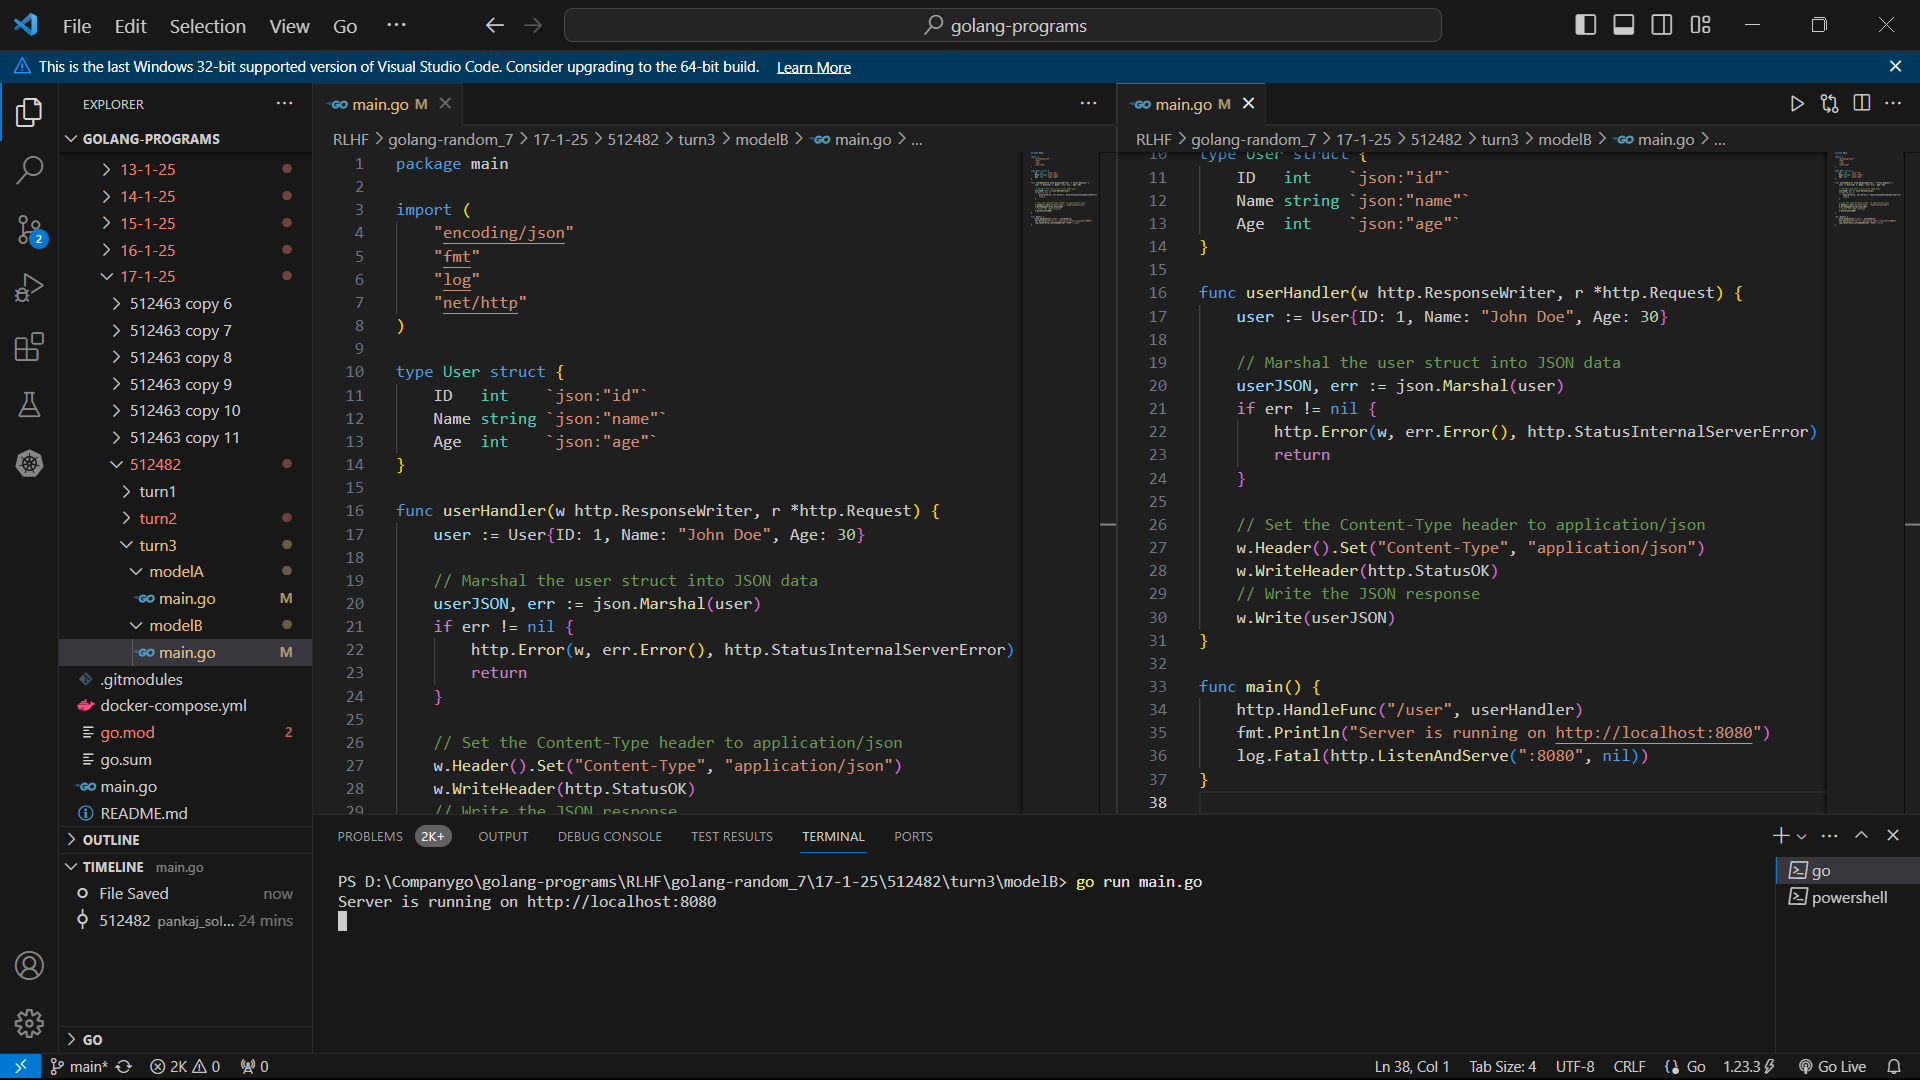 File Edit Selection View Go ··· golang-programs
This is the last Windows 32-bit supported version of Visual Studio Code. Consider upgrading to the 64-bit build. Learn More
EXPLORER
GOLANG-PROGRAMS
13-1-25
14-1-25
15-1-25
16-1-25
17-1-25
512463 copy 6
512463 copy 7
512463 copy 8
512463 copy 9
512463 copy 10
512463 copy 11
512482
turn1
turn2
turn3
modelA
main.go M
modelB
main.go M
.gitmodules
docker-compose.yml
go.mod 2
go.sum
main.go
README.md
OUTLINE
TIMELINE main.go
File Saved now
512482 pankaj_sol... 24 mins
GO
2
main.go M
RLHF > golang-random_7 > 17-1-25 > 512482 > turn3 > modelB > main.go > ...
1 package main
2
3 import (
4 "encoding/json"
5 "fmt"
6 "log"
7 "net/http"
8 )
9
10 type User struct {
11 ID int `json:"id"`
12 Name string `json:"name"`
13 Age int `json:"age"`
14 }
15
16 func userHandler(w http.ResponseWriter, r *http.Request) {
17 user := User{ID: 1, Name: "John Doe", Age: 30}
18
19 // Marshal the user struct into JSON data
20 userJSON, err := json.Marshal(user)
21 if err != nil {
22 http.Error(w, err.Error(), http.StatusInternalServerError)
23 return
24 }
25
26 // Set the Content-Type header to application/json
27 w.Header().Set("Content-Type", "application/json")
28 w.WriteHeader(http.StatusOK)
29 // Write the JSON response
main.go M
RLHF > golang-random_7 > 17-1-25 > 512482 > turn3 > modelB > main.go > ...
10 type User struct {
11 ID int `json:"id"`
12 Name string `json:"name"`
13 Age int `json:"age"`
14 }
15
16 func userHandler(w http.ResponseWriter, r *http.Request) {
17 user := User{ID: 1, Name: "John Doe", Age: 30}
18
19 // Marshal the user struct into JSON data
20 userJSON, err := json.Marshal(user)
21 if err != nil {
22 http.Error(w, err.Error(), http.StatusInternalServerError)
23 return
24 }
25
26 // Set the Content-Type header to application/json
27 w.Header().Set("Content-Type", "application/json")
28 w.WriteHeader(http.StatusOK)
29 // Write the JSON response
30 w.Write(userJSON)
31 }
32
33 func main() {
34 http.HandleFunc("/user", userHandler)
35 fmt.Println("Server is running on http://localhost:8080")
36 log.Fatal(http.ListenAndServe(":8080", nil))
37 }
38
PROBLEMS 2K+ OUTPUT DEBUG CONSOLE TEST RESULTS TERMINAL PORTS
PS D:\Companygo\golang-programs\RLHF\golang-random_7\17-1-25\512482\turn3\modelB> go run main.go
Server is running on http://localhost:8080
go
powershell
main* 2K 0 0 Ln 38, Col 1 Tab Size: 4 UTF-8 CRLF Go 1.23.3 Go Live